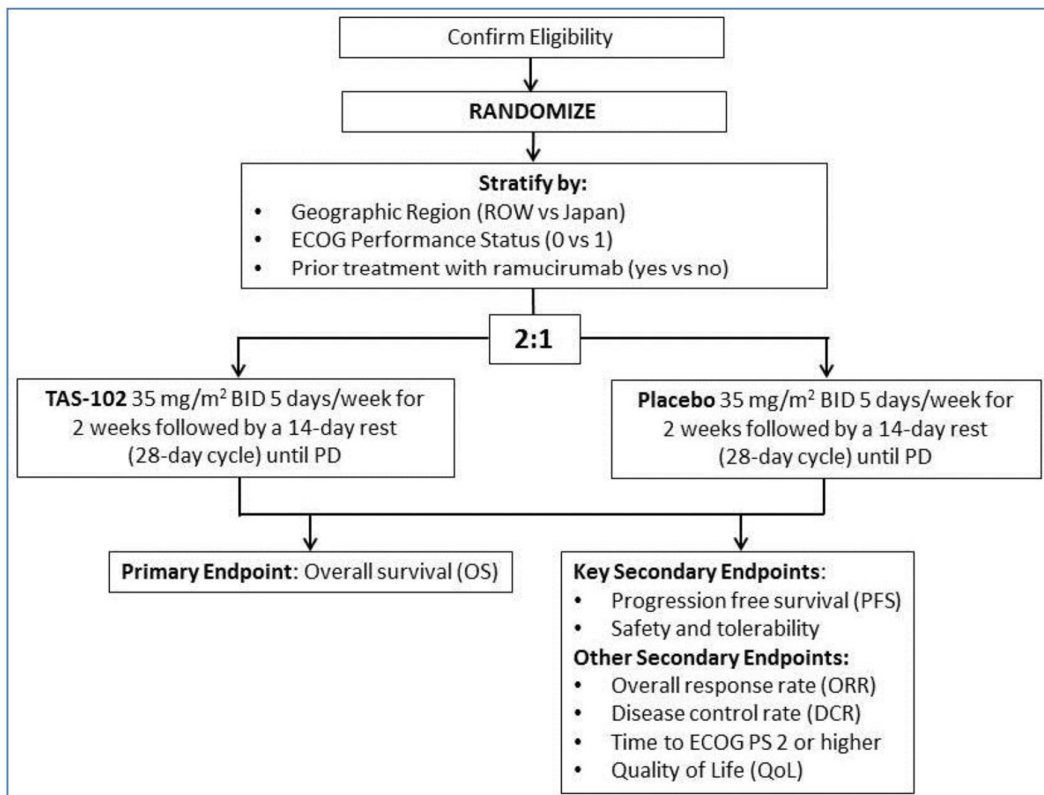 Confirm Eligibility
RANDOMIZE
Stratify by:
• Geographic Region (ROW vs Japan)
• ECOG Performance Status (0 vs 1)
• Prior treatment with ramucirumab (yes vs no)
2:1
TAS-102 35 mg/m² BID 5 days/week for
2 weeks followed by a 14-day rest
(28-day cycle) until PD
Placebo 35 mg/m² BID 5 days/week for
2 weeks followed by a 14-day rest
(28-day cycle) until PD
Primary Endpoint: Overall survival (OS)
Key Secondary Endpoints:
• Progression free survival (PFS)
• Safety and tolerability
Other Secondary Endpoints:
• Overall response rate (ORR)
• Disease control rate (DCR)
• Time to ECOG PS 2 or higher
• Quality of Life (QoL)